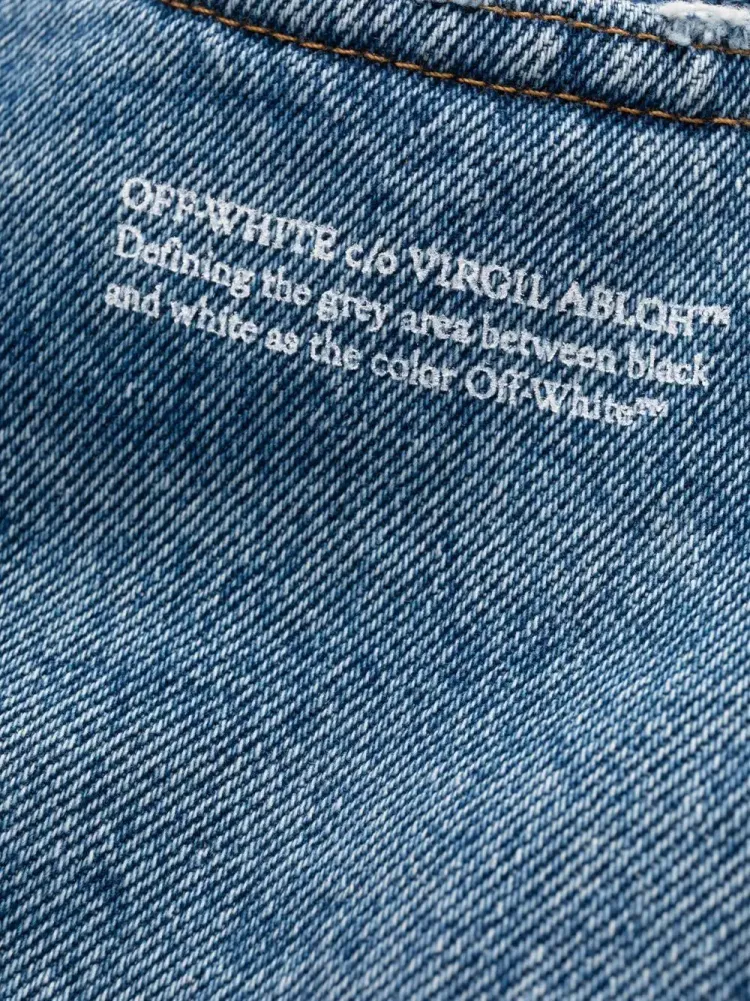 OFF-WHITE c/o VIRGIL ABLOH™
Defining the grey area between black
and white as the color Off-White™